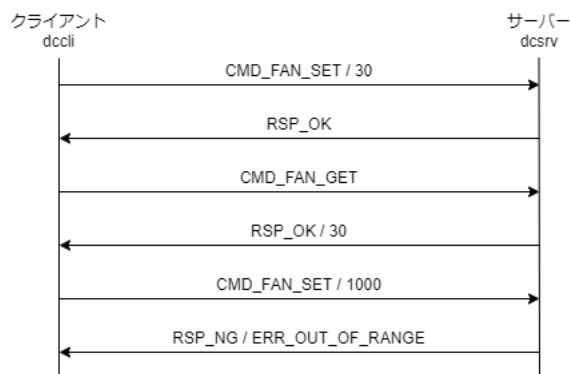 クライアント
dccli
サーバー
dcsrv
CMD_FAN_SET / 30
RSP_OK
CMD_FAN_GET
RSP_OK / 30
CMD_FAN_SET / 1000
RSP_NG / ERR_OUT_OF_RANGE